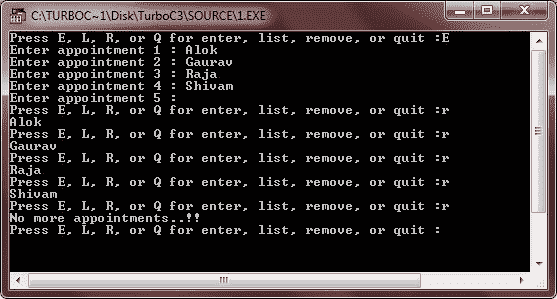 C:\TURBOC~1\Disk\TurboC3\SOURCE\1.EXE
Press E, L, R, or Q for enter, list, remove, or quit :E
Enter appointment 1 : Alok
Enter appointment 2 : Gaurav
Enter appointment 3 : Raja
Enter appointment 4 : Shivam
Enter appointment 5 :
Press E, L, R, or Q for enter, list, remove, or quit :r
Alok
Press E, L, R, or Q for enter, list, remove, or quit :r
Gaurav
Press E, L, R, or Q for enter, list, remove, or quit :r
Raja
Press E, L, R, or Q for enter, list, remove, or quit :r
Shivam
Press E, L, R, or Q for enter, list, remove, or quit :r
No more appointments..!!
Press E, L, R, or Q for enter, list, remove, or quit :